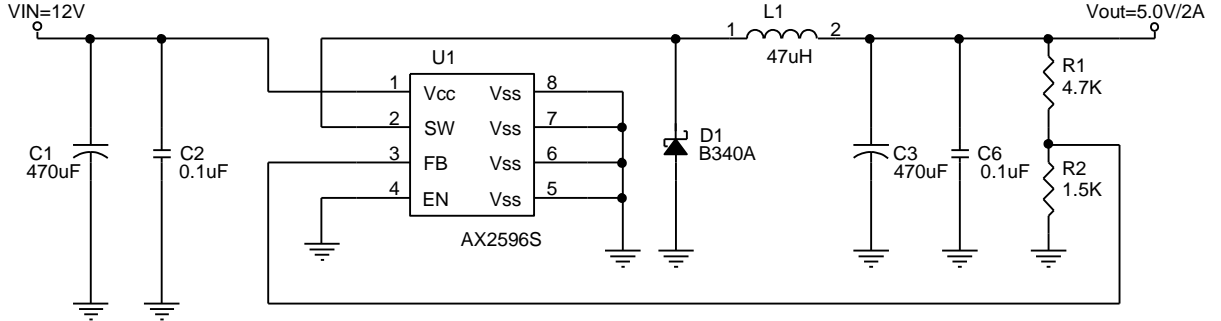 VIN=12V
Vout=5.0V/2A
L1
1
2
47uH
U1
1
Vcc
Vss
8
2
SW
Vss
7
3
FB
Vss
6
4
EN
Vss
5
AX2596S
C1
470uF
C2
0.1uF
D1
B340A
C3
470uF
C6
0.1uF
R1
4.7K
R2
1.5K